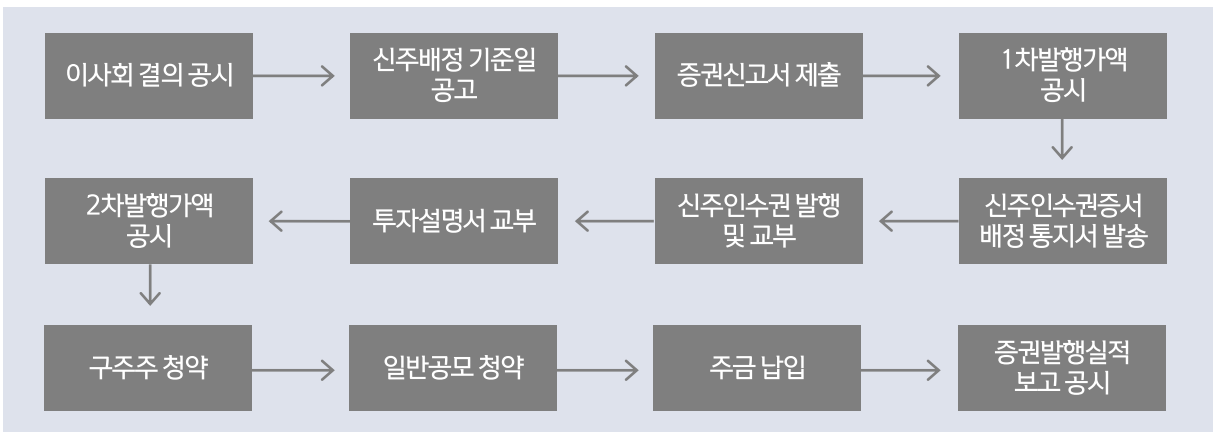 이사회 결의 공시
신주배정 기준일
공고
증권신고서 제출
1차발행가액
공시
신주인수권증서
배정 통지서 발송
신주인수권 발행
및 교부
투자설명서 교부
2차발행가액
공시
구주주 청약
일반공모 청약
주금 납입
증권발행실적
보고 공시